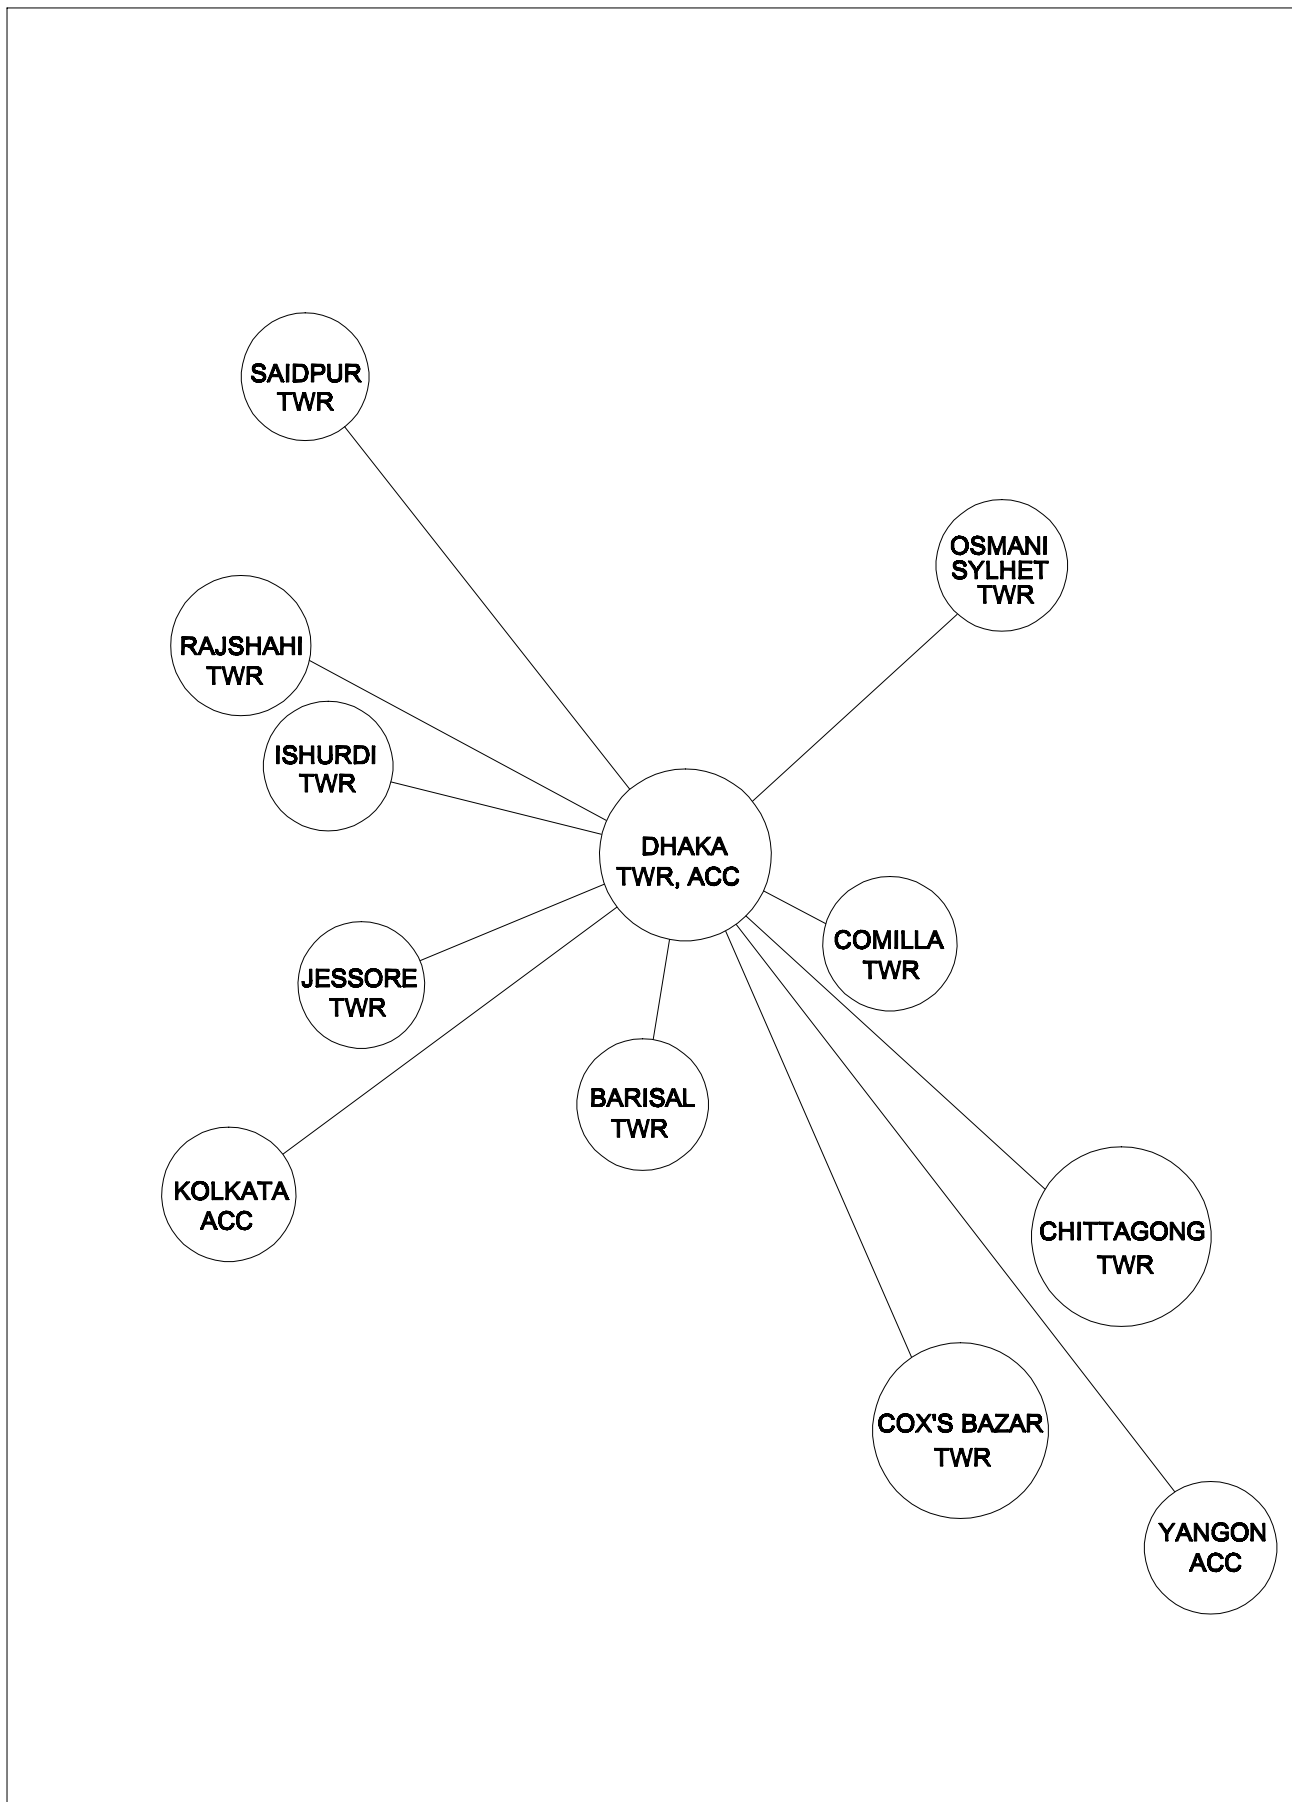 SAIDPUR
TWR
OSMANI
SYLHET
TWR
RAJSHAHI
TWR
ISHURDI
TWR
DHAKA
TWR, ACC
COMILLA
TWR
JESSORE
TWR
BARISAL
TWR
KOLKATA
ACC
CHITTAGONG
TWR
COX'S BAZAR
TWR
YANGON
ACC